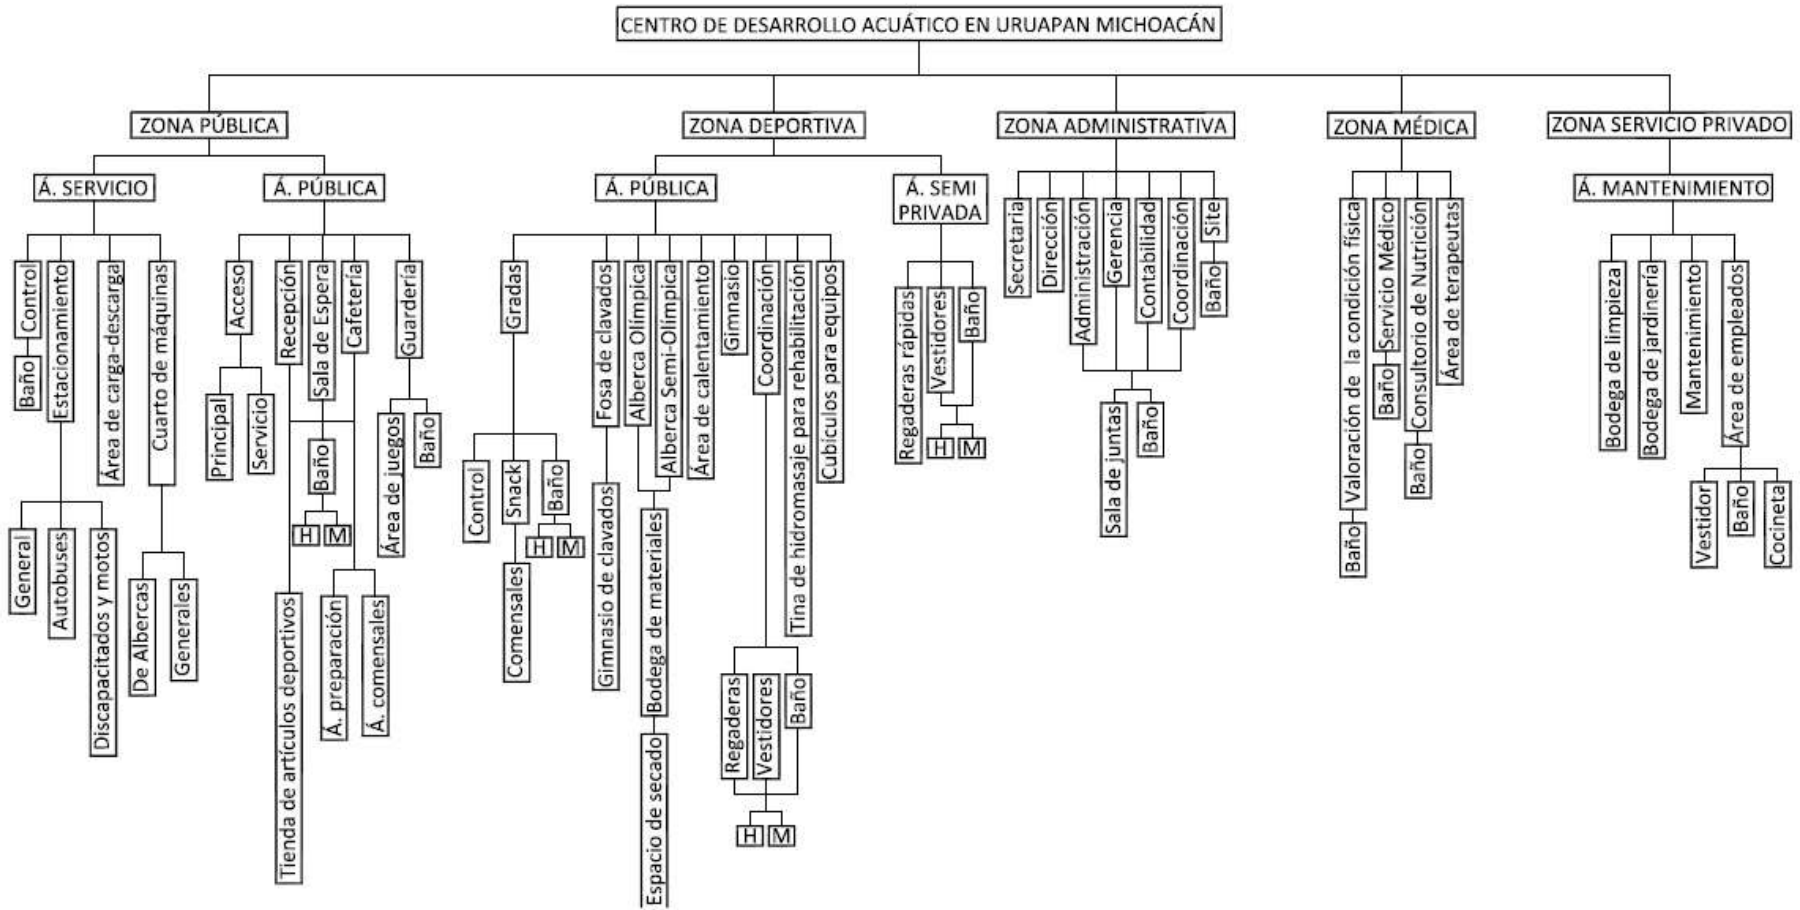 CENTRO DE DESARROLLO ACUÁTICO EN URUAPAN MICHOACÁN
ZONA PÚBLICA
ZONA DEPORTIVA
ZONA ADMINISTRATIVA
ZONA MÉDICA
ZONA SERVICIO PRIVADO
Á. SERVICIO
Á. PÚBLICA
Á. PÚBLICA
Á. SEMI
PRIVADA
Á. MANTENIMIENTO
Control
Baño
Estacionamiento
General
Autobuses
Discapacitados y motos
Área de carga-descarga
Cuarto de máquinas
De Albercas
Generales
Acceso
Principal
Servicio
Recepción
Tienda de artículos deportivos
Sala de Espera
Baño
H
M
Cafetería
Á. preparación
Á. comensales
Guardería
Área de juegos
Baño
Gradas
Control
Snack
Comensales
Baño
H
M
Fosa de clavados
Gimnasio de clavados
Alberca Olímpica
Alberca Semi-Olímpica
Bodega de materiales
Espacio de secado
Área de calentamiento
Gimnasio
Coordinación
Regaderas
Vestidores
Baño
H
M
Tina de hidromasaje para rehabilitación
Cubículos para equipos
Regaderas rápidas
Vestidores
Baño
H
M
Secretaria
Dirección
Administración
Gerencia
Contabilidad
Coordinación
Site
Baño
Sala de juntas
Baño
Valoración de la condición física
Baño
Servicio Médico
Baño
Consultorio de Nutrición
Baño
Área de terapeutas
Bodega de limpieza
Bodega de jardinería
Mantenimiento
Área de empleados
Vestidor
Baño
Cocineta